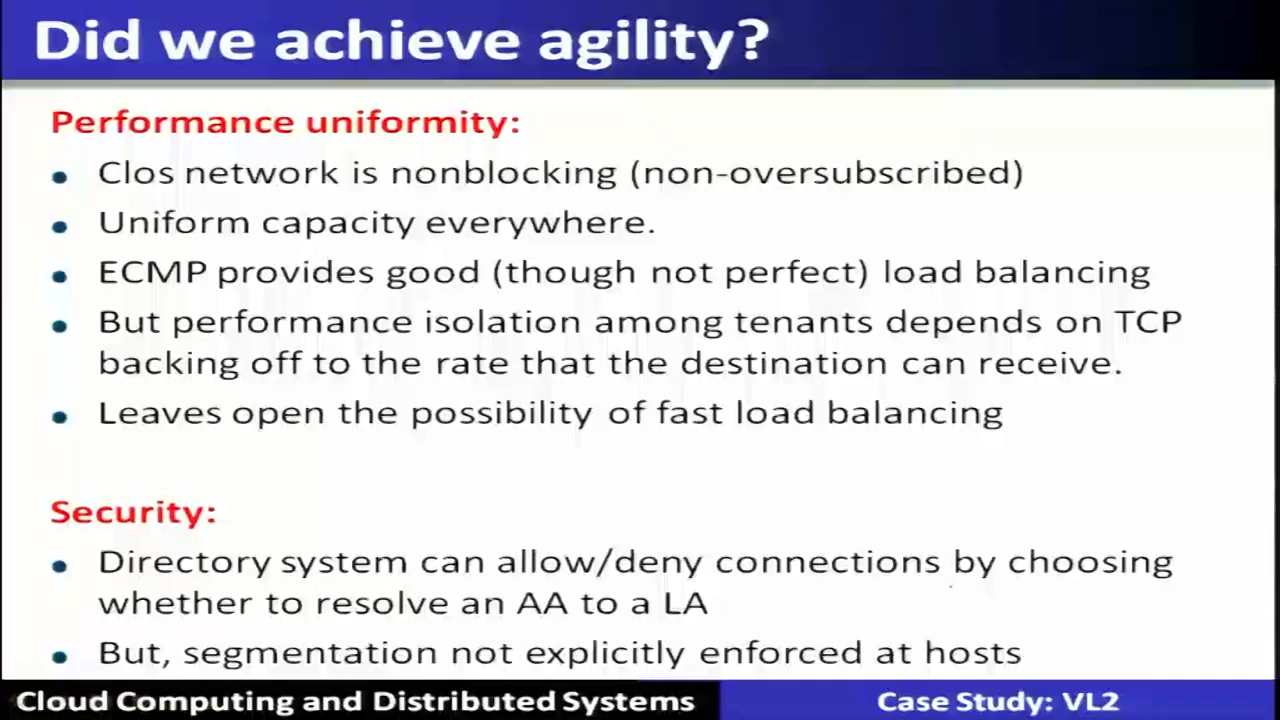 Did we achieve agility?
Performance uniformity:
• Clos network is nonblocking (non-oversubscribed)
• Uniform capacity everywhere.
• ECMP provides good (though not perfect) load balancing
• But performance isolation among tenants depends on TCP
backing off to the rate that the destination can receive.
• Leaves open the possibility of fast load balancing
Security:
• Directory system can allow/deny connections by choosing
whether to resolve an AA to a LA
• But, segmentation not explicitly enforced at hosts
Cloud Computing and Distributed Systems
Case Study: VL2